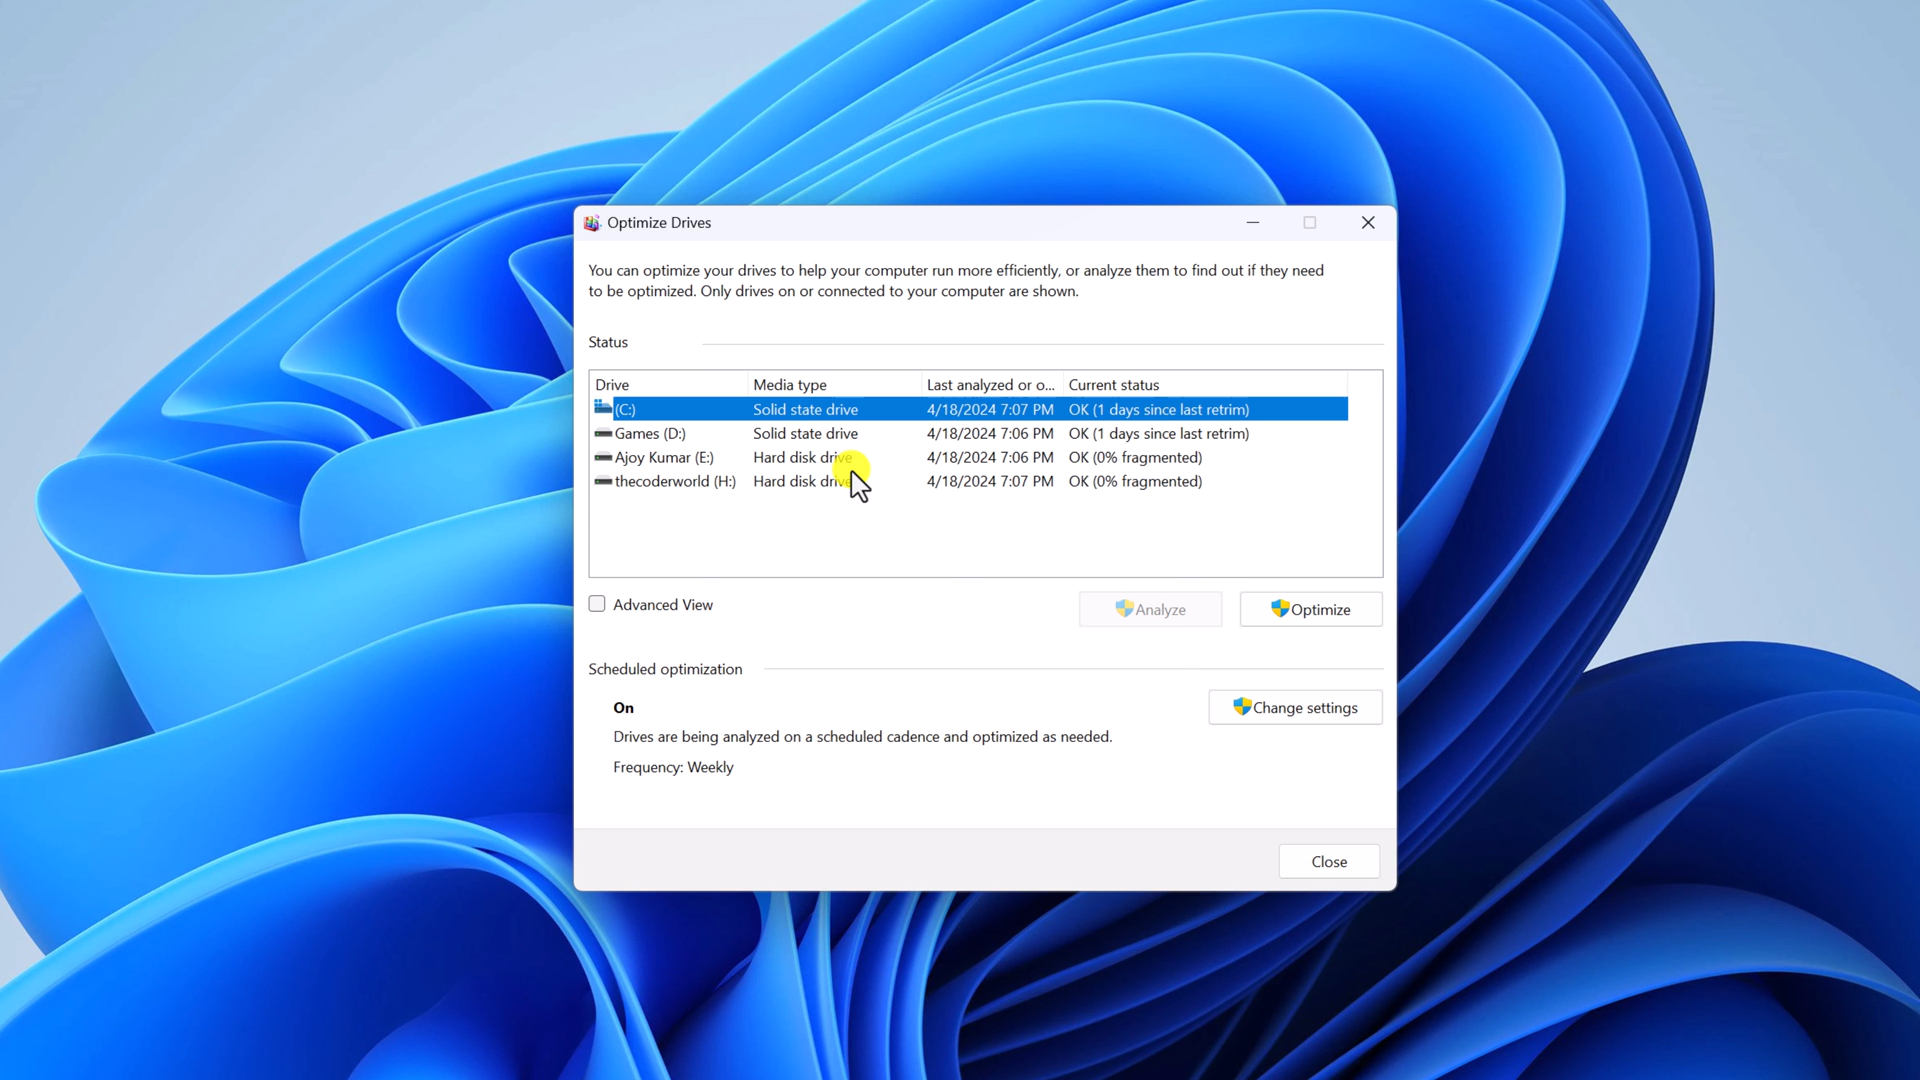 Optimize Drives
You can optimize your drives to help your computer run more efficiently, or analyze them to find out if they need
to be optimized. Only drives on or connected to your computer are shown.
Status
Drive Media type Last analyzed or o... Current status
(C:) Solid state drive 4/18/2024 7:07 PM OK (1 days since last retrim)
Games (D:) Solid state drive 4/18/2024 7:06 PM OK (1 days since last retrim)
Ajoy Kumar (E:) Hard disk drive 4/18/2024 7:06 PM OK (0% fragmented)
thecoderworld (H:) Hard disk drive 4/18/2024 7:07 PM OK (0% fragmented)
Advanced View Analyze Optimize
Scheduled optimization
On Change settings
Drives are being analyzed on a scheduled cadence and optimized as needed.
Frequency: Weekly
Close